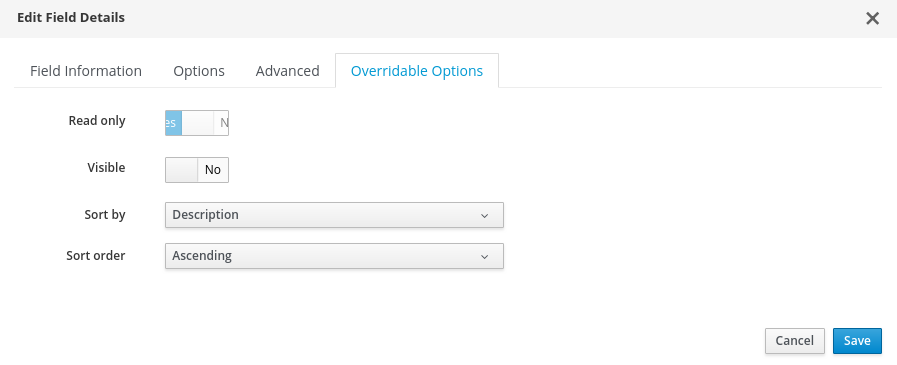 Edit Field Details
Field Information Options Advanced Overridable Options
Read only es N
Visible No
Sort by Description
Sort order Ascending
Cancel Save